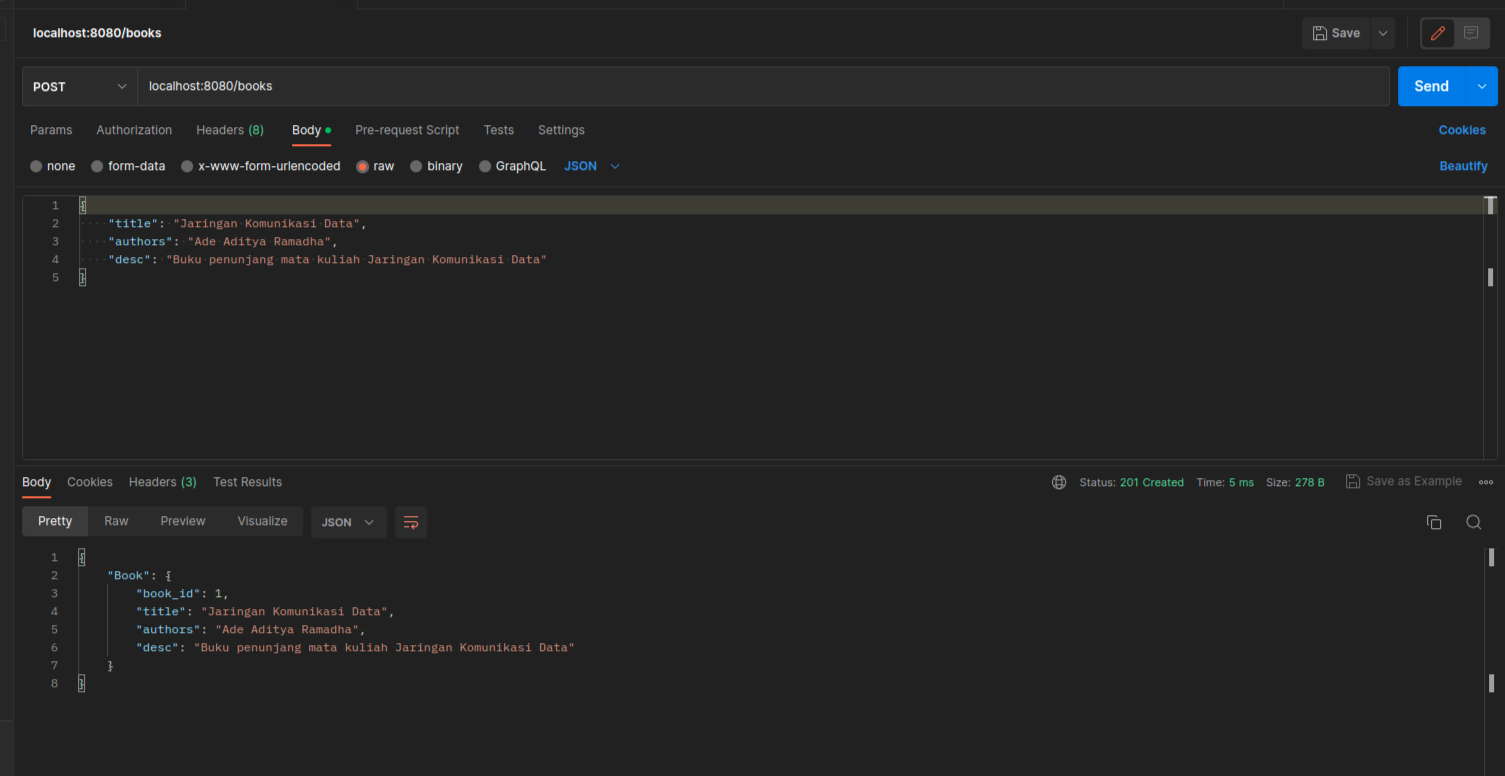 localhost:8080/books
Save
POST
localhost:8080/books
Send
Params Authorization Headers (8) Body Pre-request Script Tests Settings Cookies
none form-data x-www-form-urlencoded raw binary GraphQL JSON Beautify
1 {
2 "title": "Jaringan Komunikasi Data",
3 "authors": "Ade Aditya Ramadha",
4 "desc": "Buku penunjang mata kuliah Jaringan Komunikasi Data"
5 }
Body Cookies Headers (3) Test Results Status: 201 Created Time: 5 ms Size: 278 B Save as Example
Pretty Raw Preview Visualize JSON
1 {
2 "Book": {
3 "book_id": 1,
4 "title": "Jaringan Komunikasi Data",
5 "authors": "Ade Aditya Ramadha",
6 "desc": "Buku penunjang mata kuliah Jaringan Komunikasi Data"
7 }
8 }